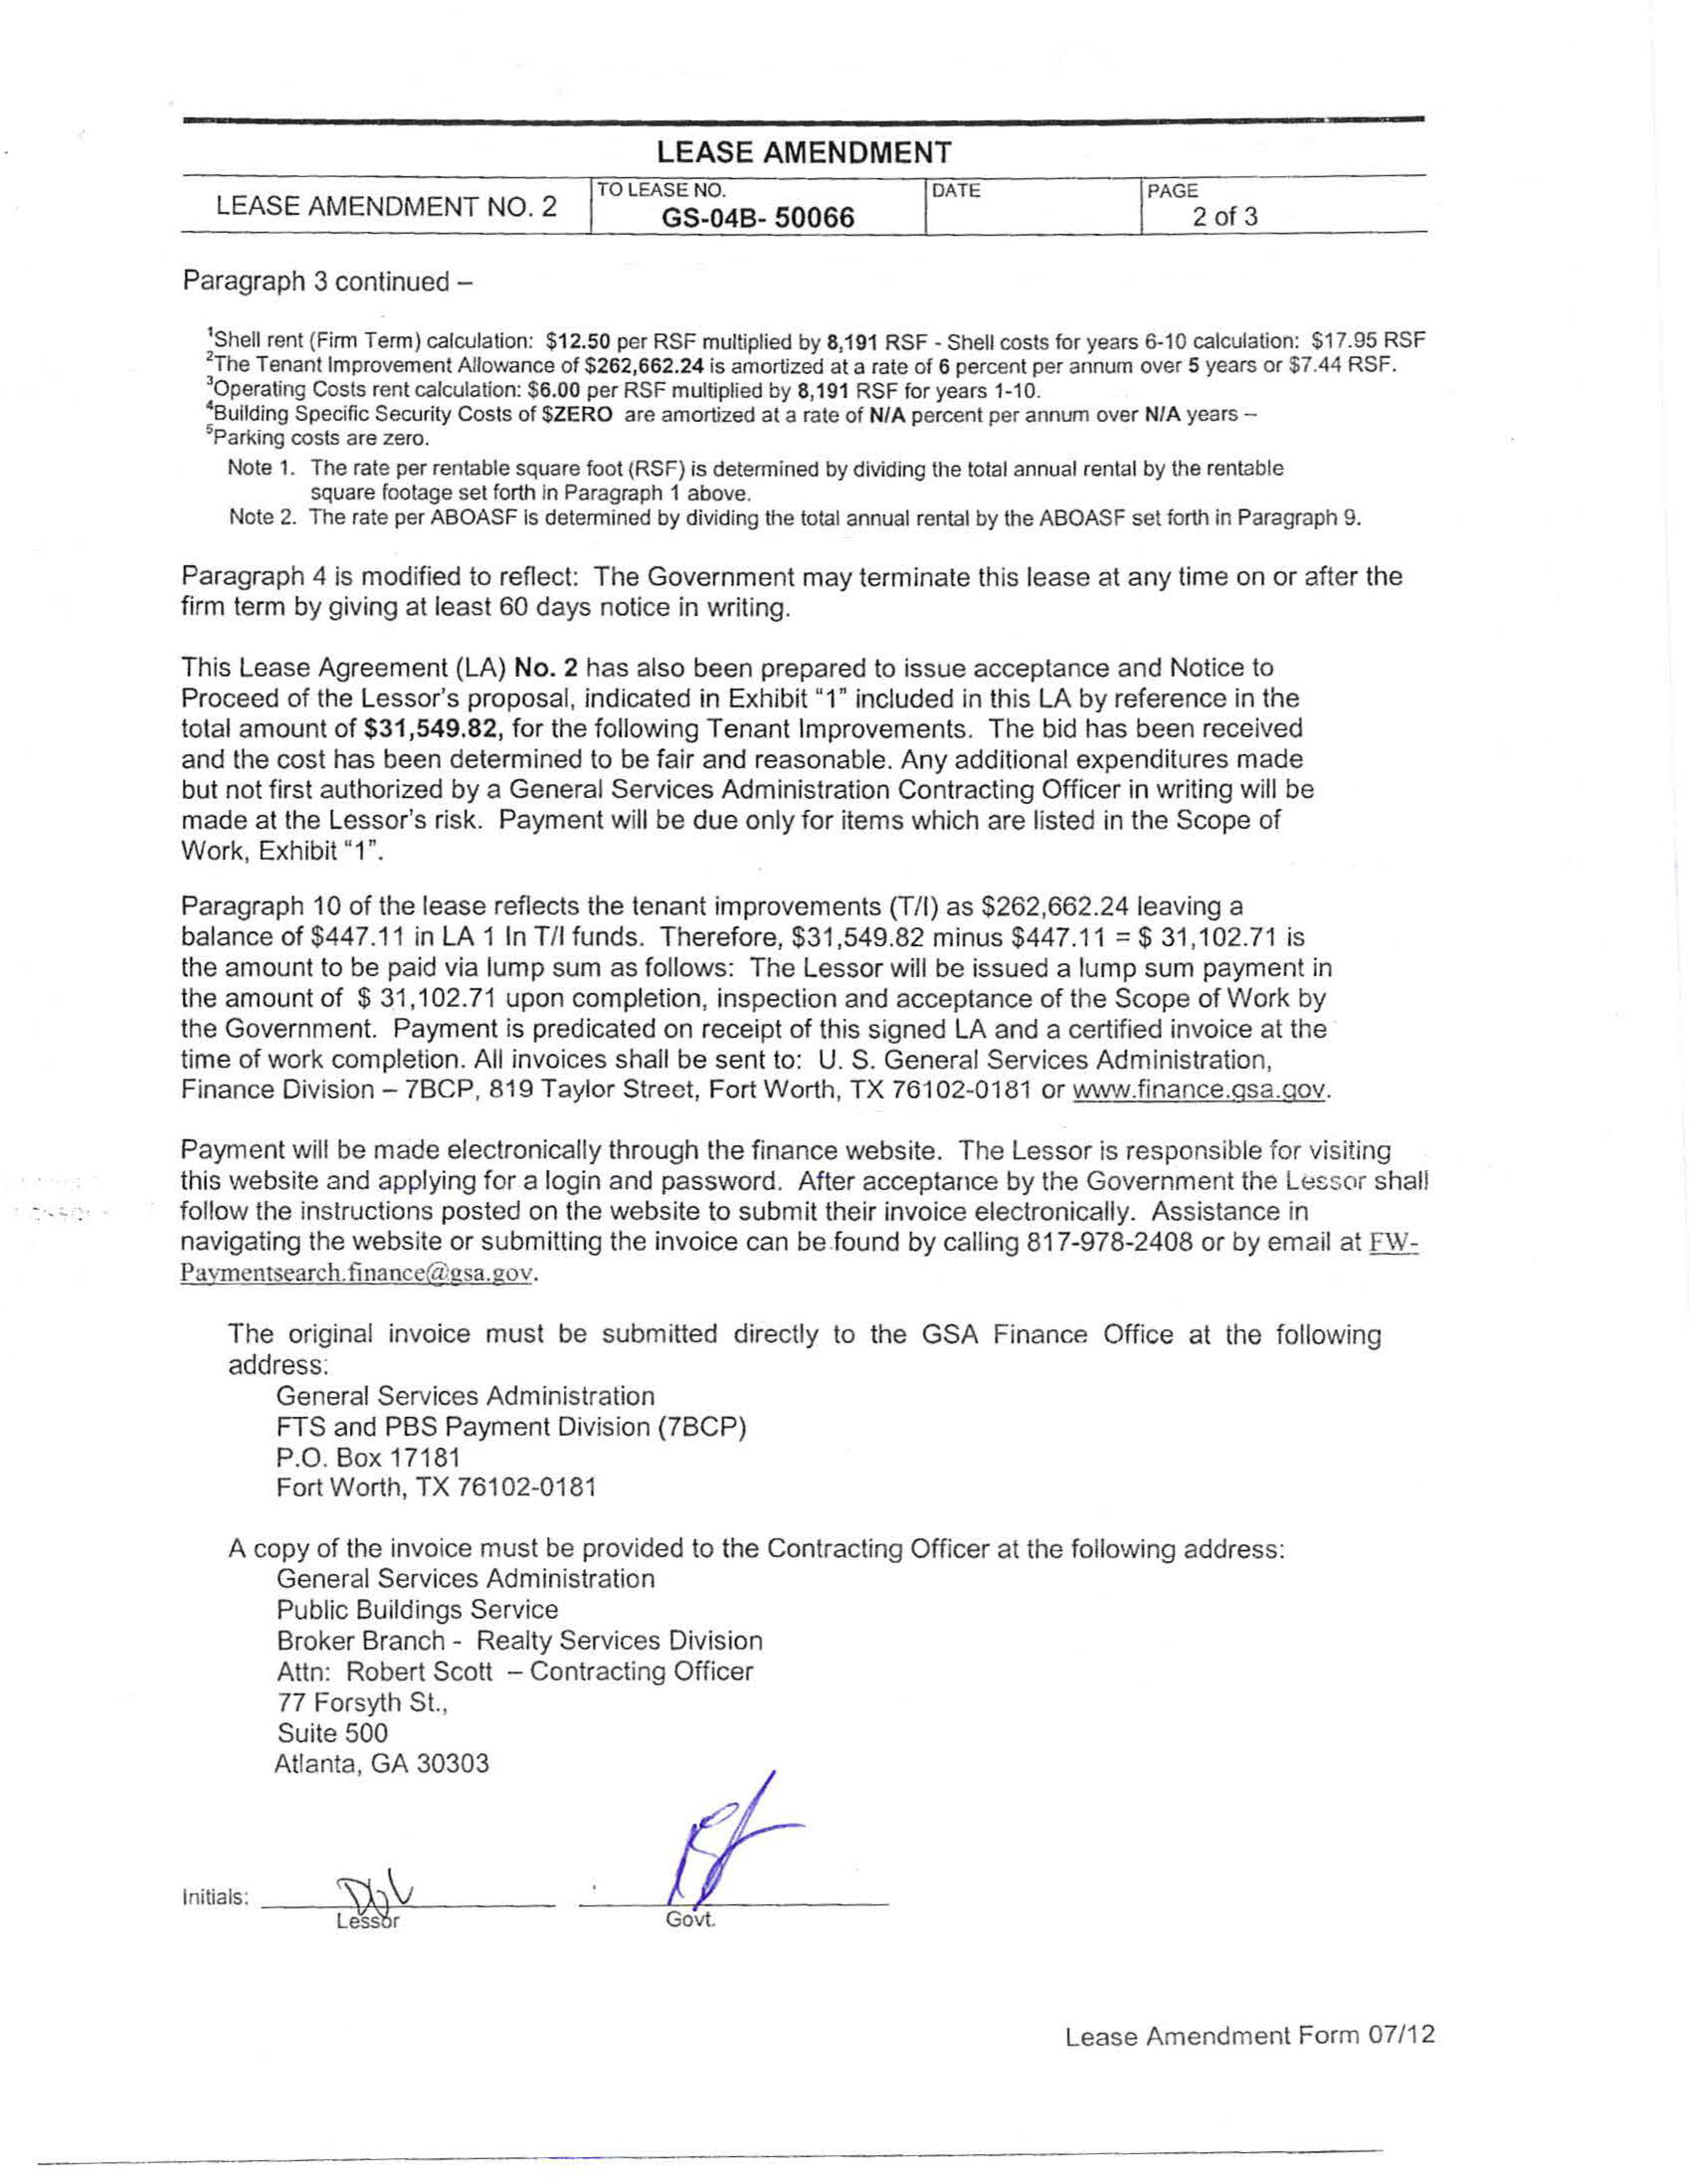 LEASE AMENDMENT
LEASE AMENDMENT NO. 2
TO LEASE NO.
GS-04B- 50066
DATE
PAGE
2 of 3
Paragraph 3 continued –
¹Shell rent (Firm Term) calculation: $12.50 per RSF multiplied by 8,191 RSF - Shell costs for years 6-10 calculation: $17.95 RSF
²The Tenant Improvement Allowance of $262,662.24 is amortized at a rate of 6 percent per annum over 5 years or $7.44 RSF.
³Operating Costs rent calculation: $6.00 per RSF multiplied by 8,191 RSF for years 1-10.
⁴Building Specific Security Costs of $ZERO are amortized at a rate of N/A percent per annum over N/A years –
⁵Parking costs are zero.
Note 1. The rate per rentable square foot (RSF) is determined by dividing the total annual rental by the rentable
square footage set forth in Paragraph 1 above.
Note 2. The rate per ABOASF is determined by dividing the total annual rental by the ABOASF set forth in Paragraph 9.
Paragraph 4 is modified to reflect: The Government may terminate this lease at any time on or after the
firm term by giving at least 60 days notice in writing.
This Lease Agreement (LA) No. 2 has also been prepared to issue acceptance and Notice to
Proceed of the Lessor's proposal, indicated in Exhibit “1” included in this LA by reference in the
total amount of $31,549.82, for the following Tenant Improvements. The bid has been received
and the cost has been determined to be fair and reasonable. Any additional expenditures made
but not first authorized by a General Services Administration Contracting Officer in writing will be
made at the Lessor's risk. Payment will be due only for items which are listed in the Scope of
Work, Exhibit “1”.
Paragraph 10 of the lease reflects the tenant improvements (T/I) as $262,662.24 leaving a
balance of $447.11 in LA 1 In T/I funds. Therefore, $31,549.82 minus $447.11 = $ 31,102.71 is
the amount to be paid via lump sum as follows: The Lessor will be issued a lump sum payment in
the amount of $ 31,102.71 upon completion, inspection and acceptance of the Scope of Work by
the Government. Payment is predicated on receipt of this signed LA and a certified invoice at the
time of work completion. All invoices shall be sent to: U. S. General Services Administration,
Finance Division – 7BCP, 819 Taylor Street, Fort Worth, TX 76102-0181 or www.finance.gsa.gov.
Payment will be made electronically through the finance website. The Lessor is responsible for visiting
this website and applying for a login and password. After acceptance by the Government the Lessor shall
follow the instructions posted on the website to submit their invoice electronically. Assistance in
navigating the website or submitting the invoice can be found by calling 817-978-2408 or by email at FW-
Paymentsearch.finance@gsa.gov.
The original invoice must be submitted directly to the GSA Finance Office at the following
address:
General Services Administration
FTS and PBS Payment Division (7BCP)
P.O. Box 17181
Fort Worth, TX 76102-0181
A copy of the invoice must be provided to the Contracting Officer at the following address:
General Services Administration
Public Buildings Service
Broker Branch - Realty Services Division
Attn: Robert Scott – Contracting Officer
77 Forsyth St.,
Suite 500
Atlanta, GA 30303
Initials:
Lessor
Govt.
Lease Amendment Form 07/12